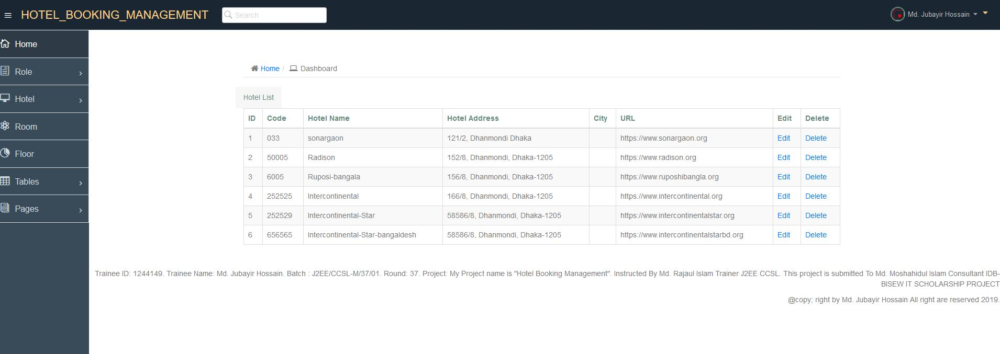 HOTEL_BOOKING_MANAGEMENT Search Md. Jubayir Hossain
Home
Role
Hotel
Room
Floor
Tables
Pages
Home / Dashboard
Hotel List
ID Code Hotel Name Hotel Address City URL Edit Delete
1 033 sonargaon 121/2, Dhanmondi Dhaka https://www.sonargaon.org Edit Delete
2 50005 Radison 152/8, Dhanmondi, Dhaka-1205 https://www.radison.org Edit Delete
3 6005 Ruposi-bangala 156/8, Dhanmondi, Dhaka-1205 https://www.ruposhibangla.org Edit Delete
4 252525 Intercontinental 166/8, Dhanmondi, Dhaka-1205 https://www.intercontinental.org Edit Delete
5 252529 Intercontinental-Star 58586/8, Dhanmondi, Dhaka-1205 https://www.intercontinentalstar.org Edit Delete
6 656565 Intercontinental-Star-bangaldesh 58586/8, Dhanmondi, Dhaka-1205 https://www.intercontinentalstarbd.org Edit Delete
Trainee ID: 1244149. Trainee Name: Md. Jubayir Hossain. Batch : J2EE/CCSL-M/37/01. Round: 37. Project: My Project name is "Hotel Booking Management". Instructed By Md. Rajaul Islam Trainer J2EE CCSL. This project is submitted To Md. Moshahidul Islam Consultant IDB-
BISEW IT SCHOLARSHIP PROJECT
@copy; right by Md. Jubayir Hossain All right are reserved 2019.